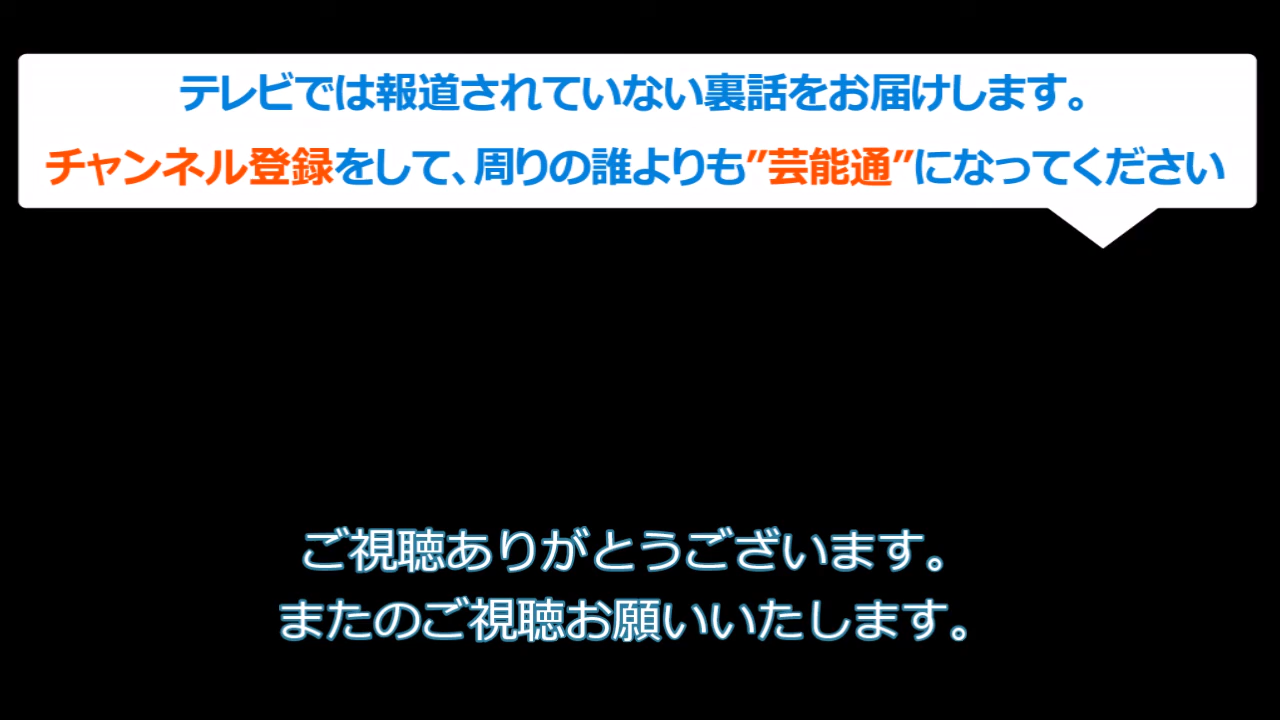 テレビでは報道されていない裏話をお届けします。
チャンネル登録をして、周りの誰よりも”芸能通”になってください
ご視聴ありがとうございます。
またのご視聴お願いいたします。